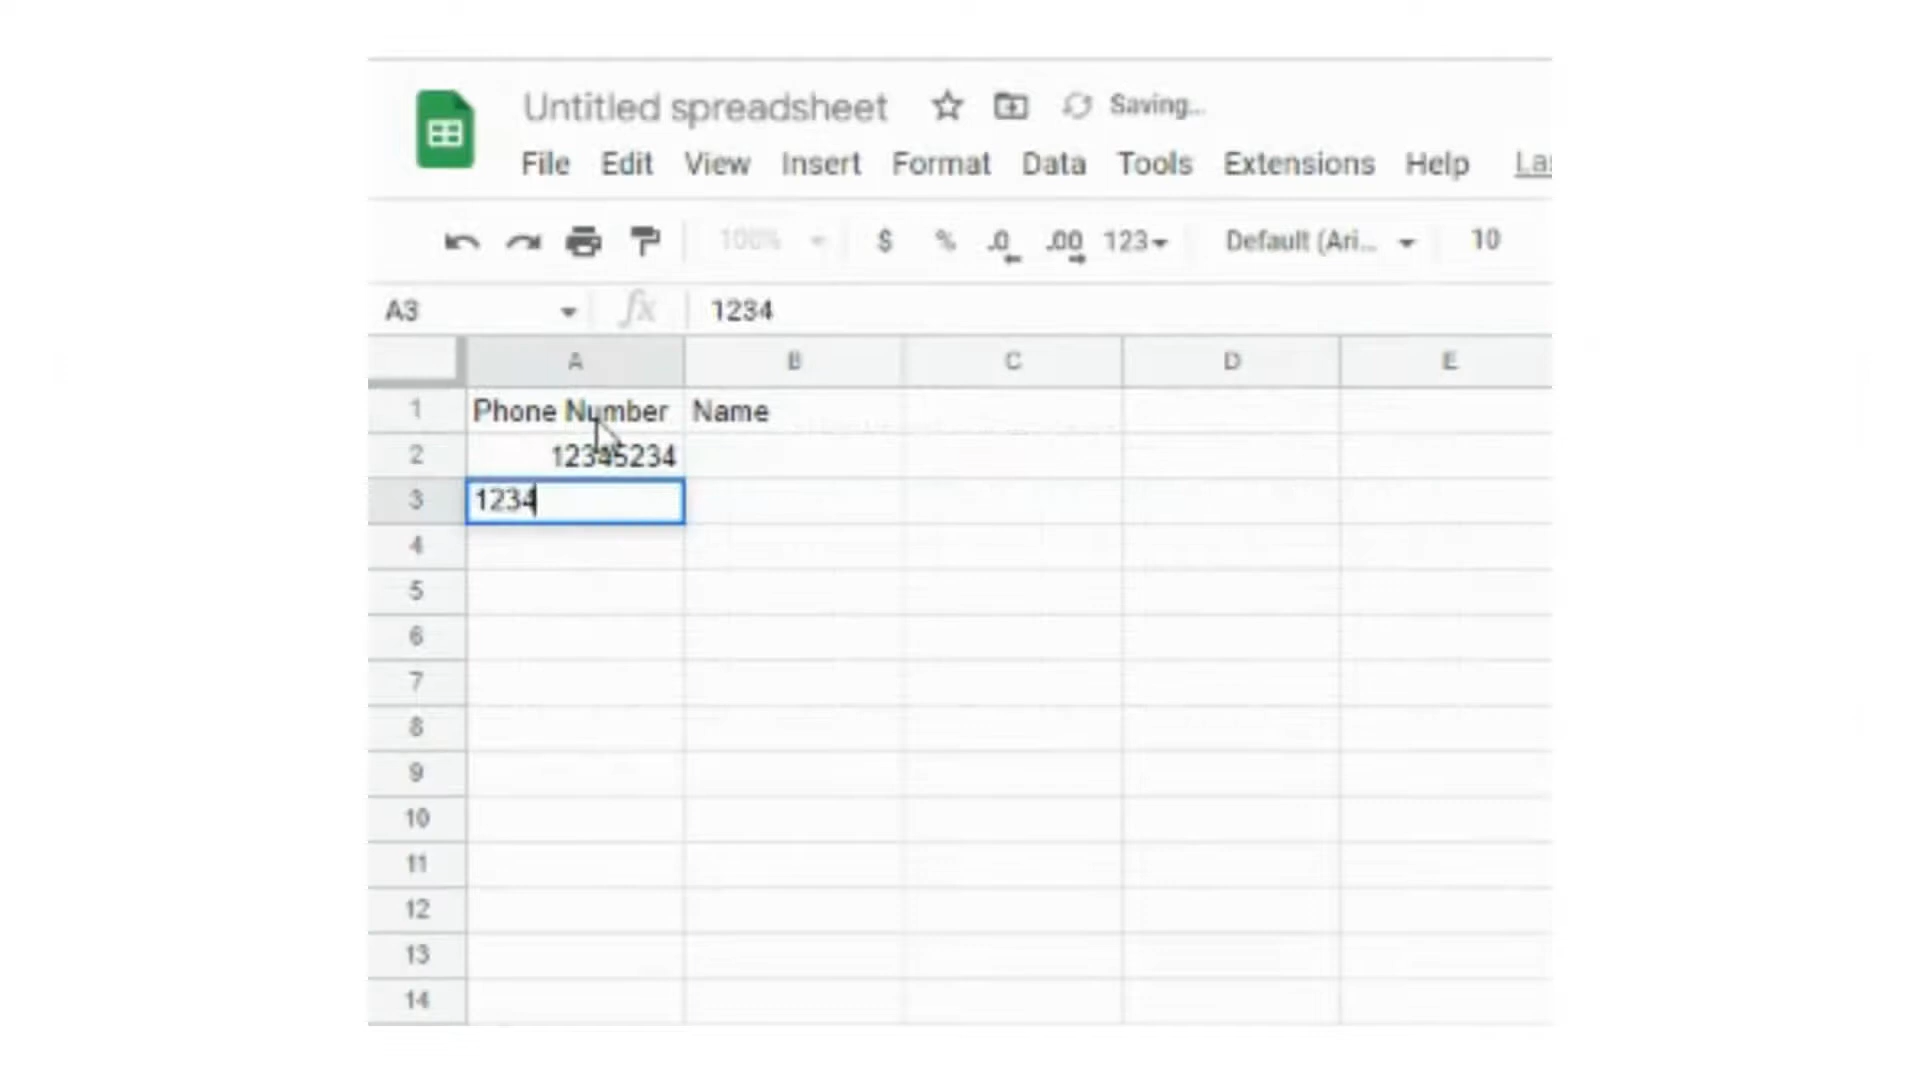 Untitled spreadsheet Saving...
File Edit View Insert Format Data Tools Extensions Help
100% $ % .0 .00 123 Default (Ari... 10
A3 fx 1234
A B C D E
1 Phone Number Name
2 12345234
3 1234
4
5
6
7
8
9
10
11
12
13
14